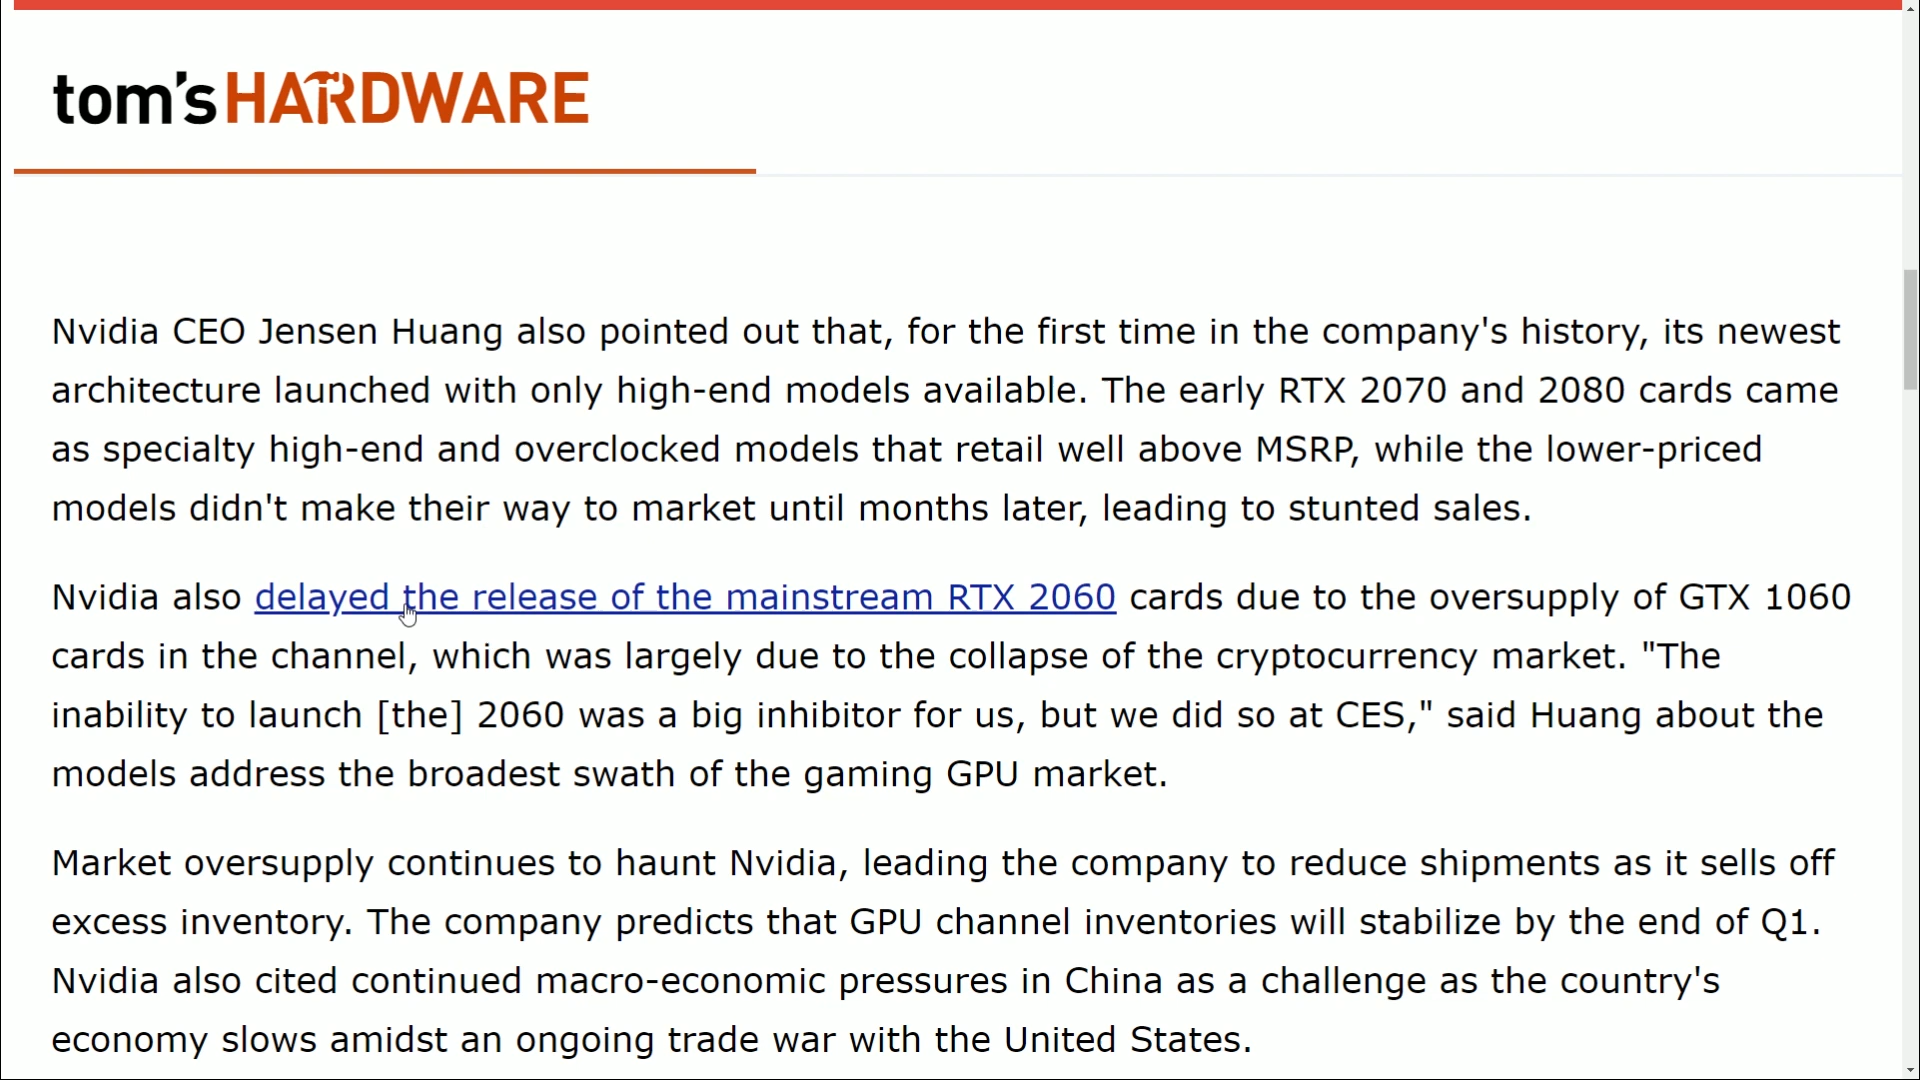 tom's HARDWARE
Nvidia CEO Jensen Huang also pointed out that, for the first time in the company's history, its newest
architecture launched with only high-end models available. The early RTX 2070 and 2080 cards came
as specialty high-end and overclocked models that retail well above MSRP, while the lower-priced
models didn't make their way to market until months later, leading to stunted sales.
Nvidia also delayed the release of the mainstream RTX 2060 cards due to the oversupply of GTX 1060
cards in the channel, which was largely due to the collapse of the cryptocurrency market. "The
inability to launch [the] 2060 was a big inhibitor for us, but we did so at CES," said Huang about the
models address the broadest swath of the gaming GPU market.
Market oversupply continues to haunt Nvidia, leading the company to reduce shipments as it sells off
excess inventory. The company predicts that GPU channel inventories will stabilize by the end of Q1.
Nvidia also cited continued macro-economic pressures in China as a challenge as the country's
economy slows amidst an ongoing trade war with the United States.